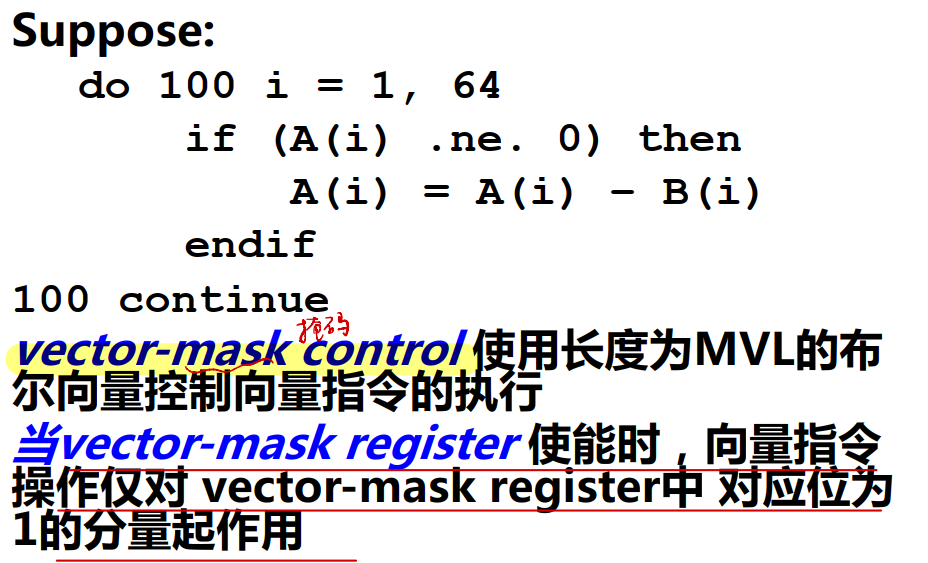 Suppose:
do 100 i = 1, 64
if (A(i) .ne. 0) then
A(i) = A(i) – B(i)
endif
100 continue
掩码
vector-mask control 使用长度为MVL的布
尔向量控制向量指令的执行
当vector-mask register 使能时，向量指令
操作仅对 vector-mask register中 对应位为
1的分量起作用